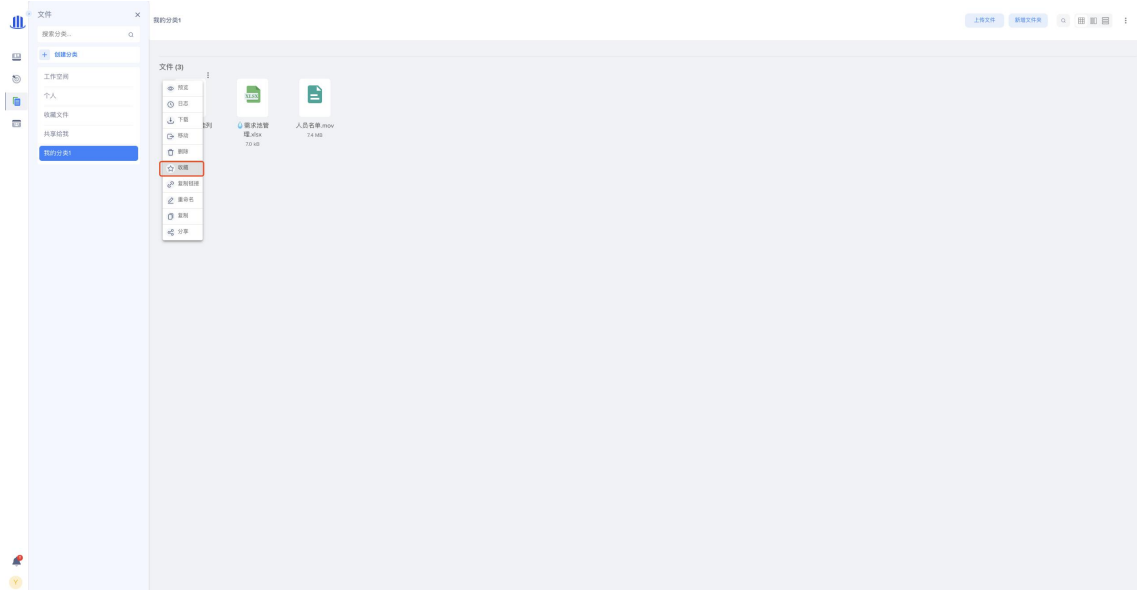 文件
搜索分类...
+ 创建分类
工作空间
个人
收藏文件
共享给我
我的分类1
我的分类1
上传文件
新增文件夹
文件 (3)
预览
日志
下载
移动
删除
收藏
复制链接
重命名
复制
分享
XLSX
需求池管
理.xlsx
7.0 kB
人员名单.mov
7.4 MB
Y